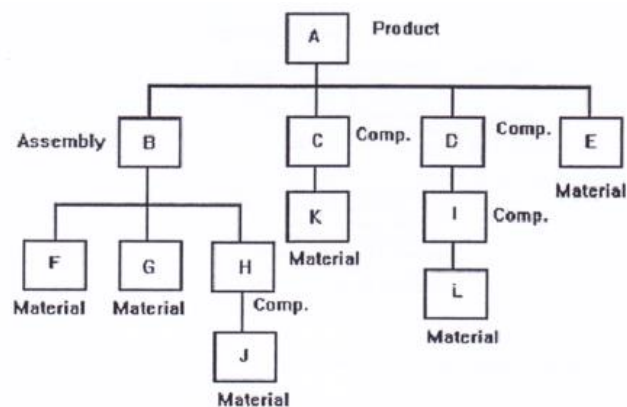 A Product
Assembly B C Comp. D Comp. E
Material
K I Comp.
F G H Material
Material Material Comp. L
J Material
Material